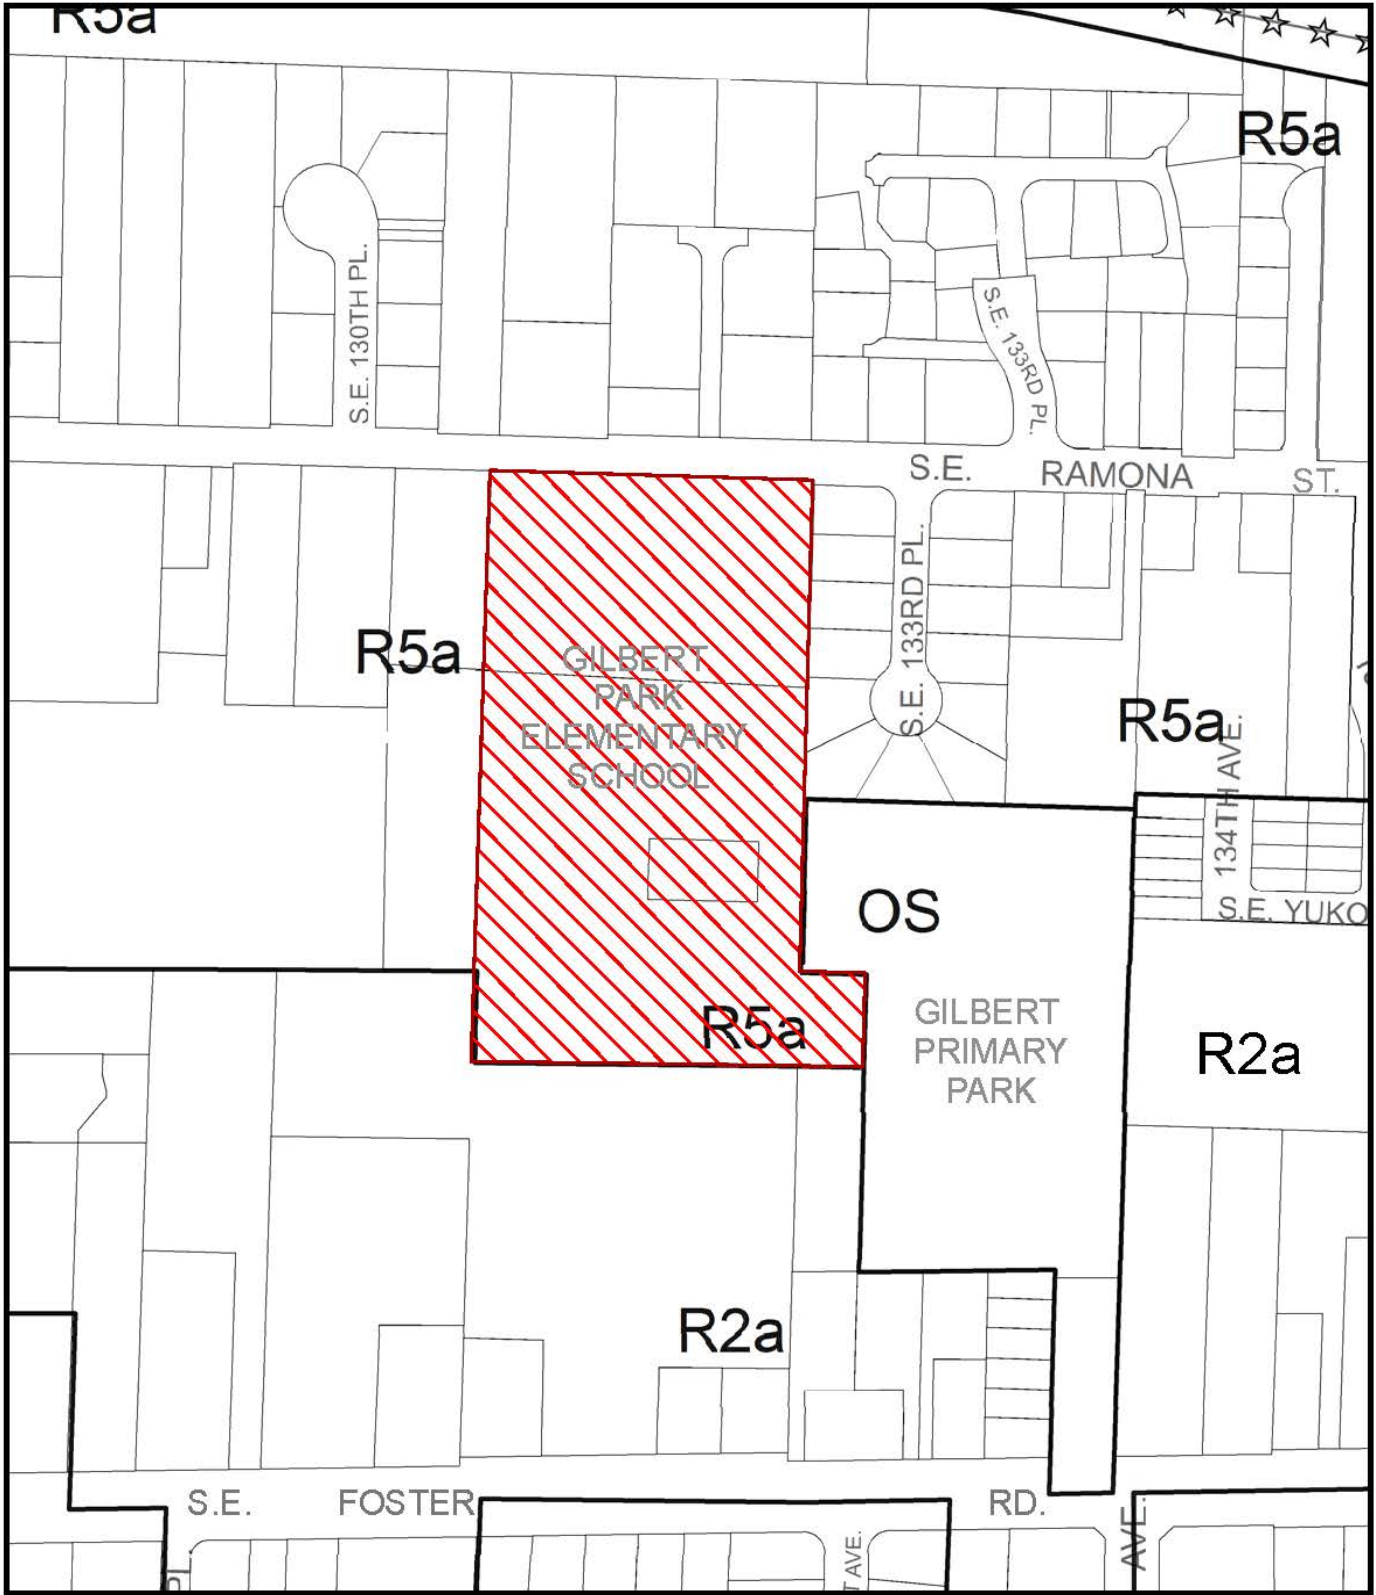 R5a
R5a
S.E. 130TH PL.
S.E. 133RD PL.
S.E. RAMONA ST.
S.E. 133RD PL.
R5a
GILBERT
PARK
ELEMENTARY
SCHOOL
R5a
134TH AVE.
S.E. YUKO
OS
R5a
GILBERT
PRIMARY
PARK
R2a
R2a
S.E. FOSTER RD.
PL.
T AVE.
AVE.